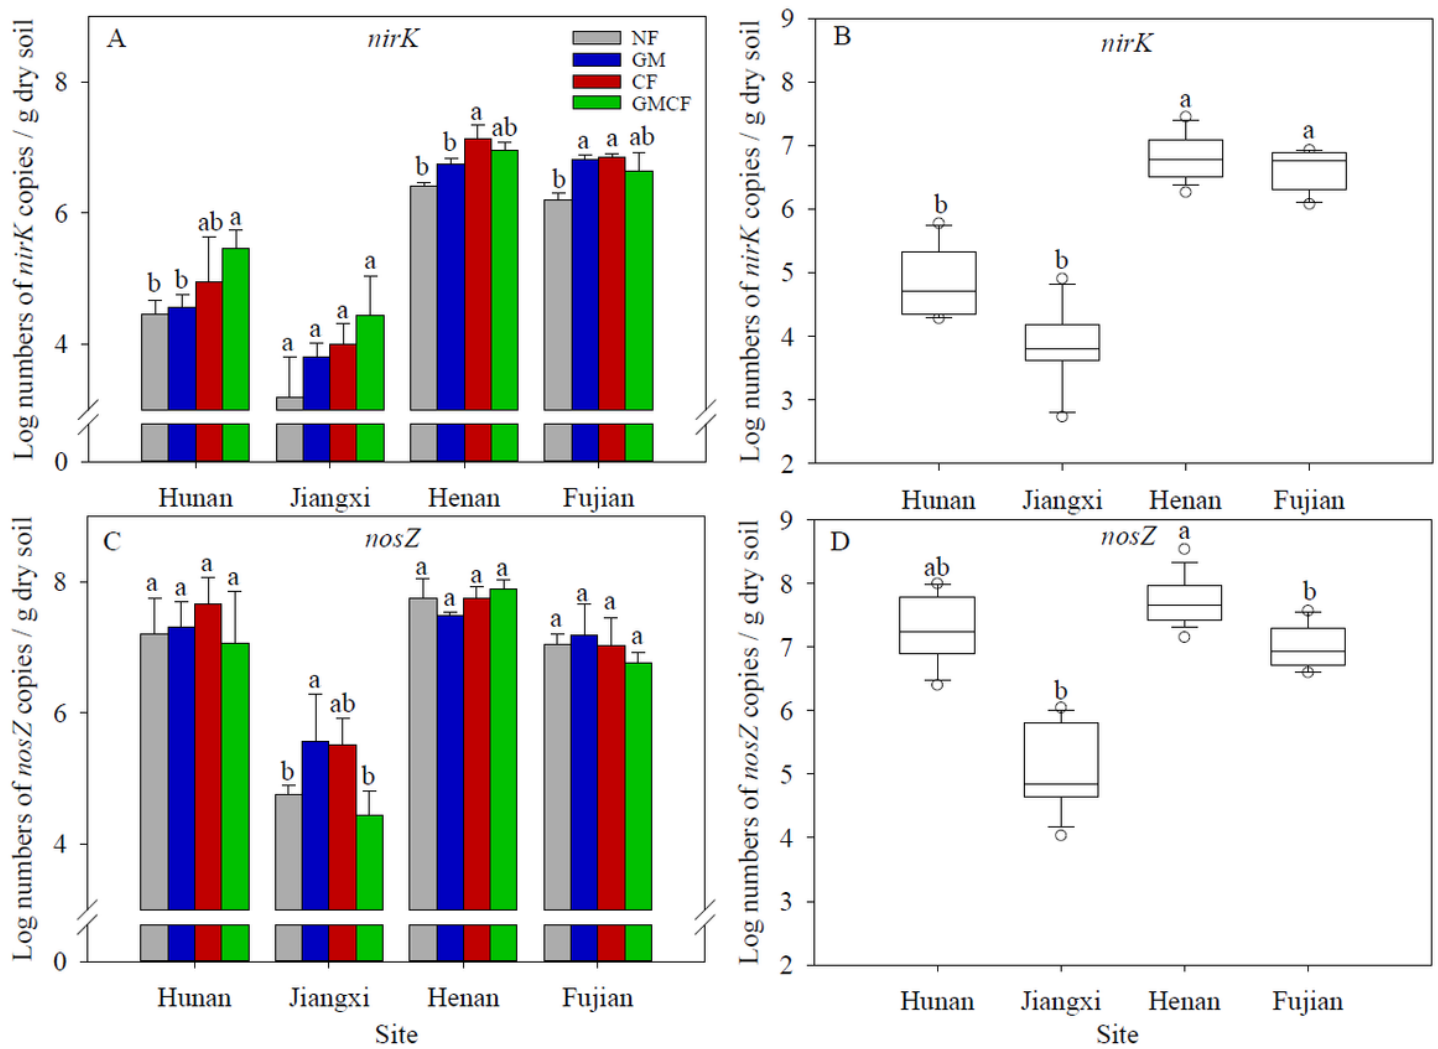 A
nirK
NF
GM
CF
GMCF
Log numbers of nirK copies / g dry soil
8
6
4
0
b
b
ab
a
a
a
a
a
b
b
a
ab
b
a
a
ab
Hunan
Jiangxi
Henan
Fujian
B
nirK
Log numbers of nirK copies / g dry soil
9
8
7
6
5
4
3
2
b
b
a
a
Hunan
Jiangxi
Henan
Fujian
C
nosZ
Log numbers of nosZ copies / g dry soil
8
6
4
0
a
a
a
a
b
a
ab
b
a
a
a
a
a
a
a
a
Hunan
Jiangxi
Henan
Fujian
Site
D
nosZ
Log numbers of nosZ copies / g dry soil
9
8
7
6
5
4
3
2
ab
b
a
b
Hunan
Jiangxi
Henan
Fujian
Site